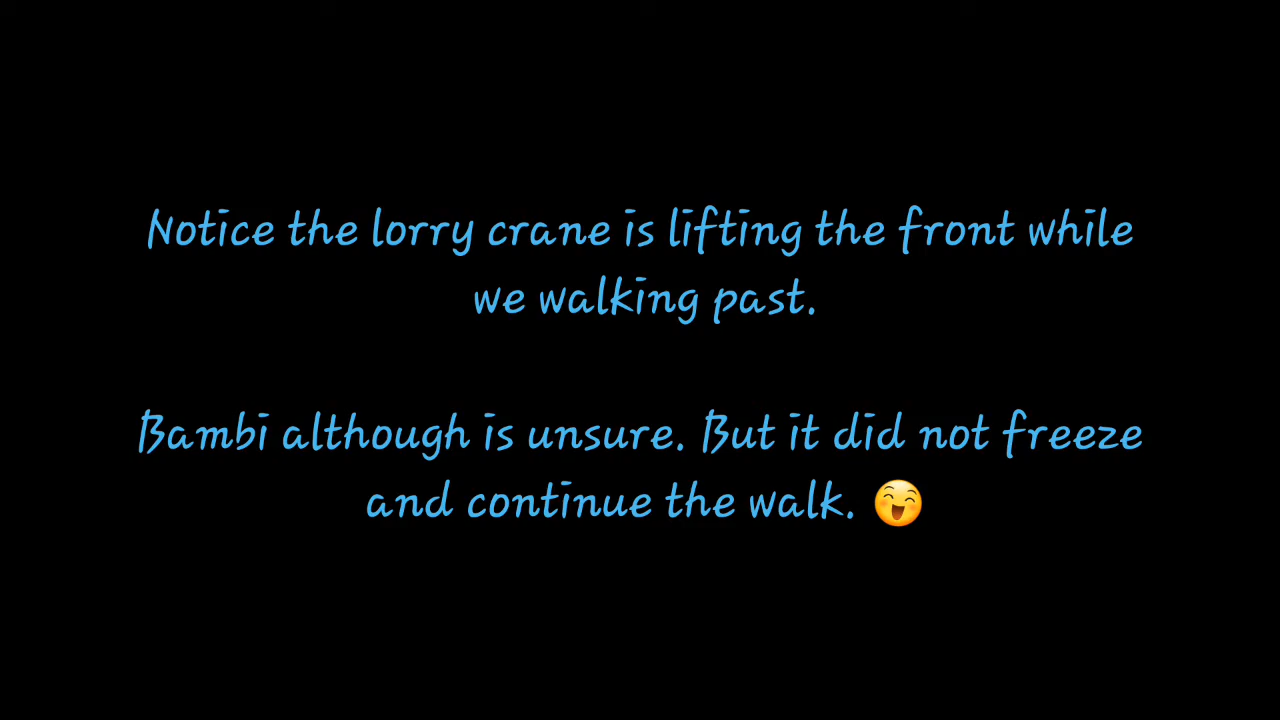 Notice the lorry crane is lifting the front while
we walking past.
Bambi although is unsure. But it did not freeze
and continue the walk. 😄